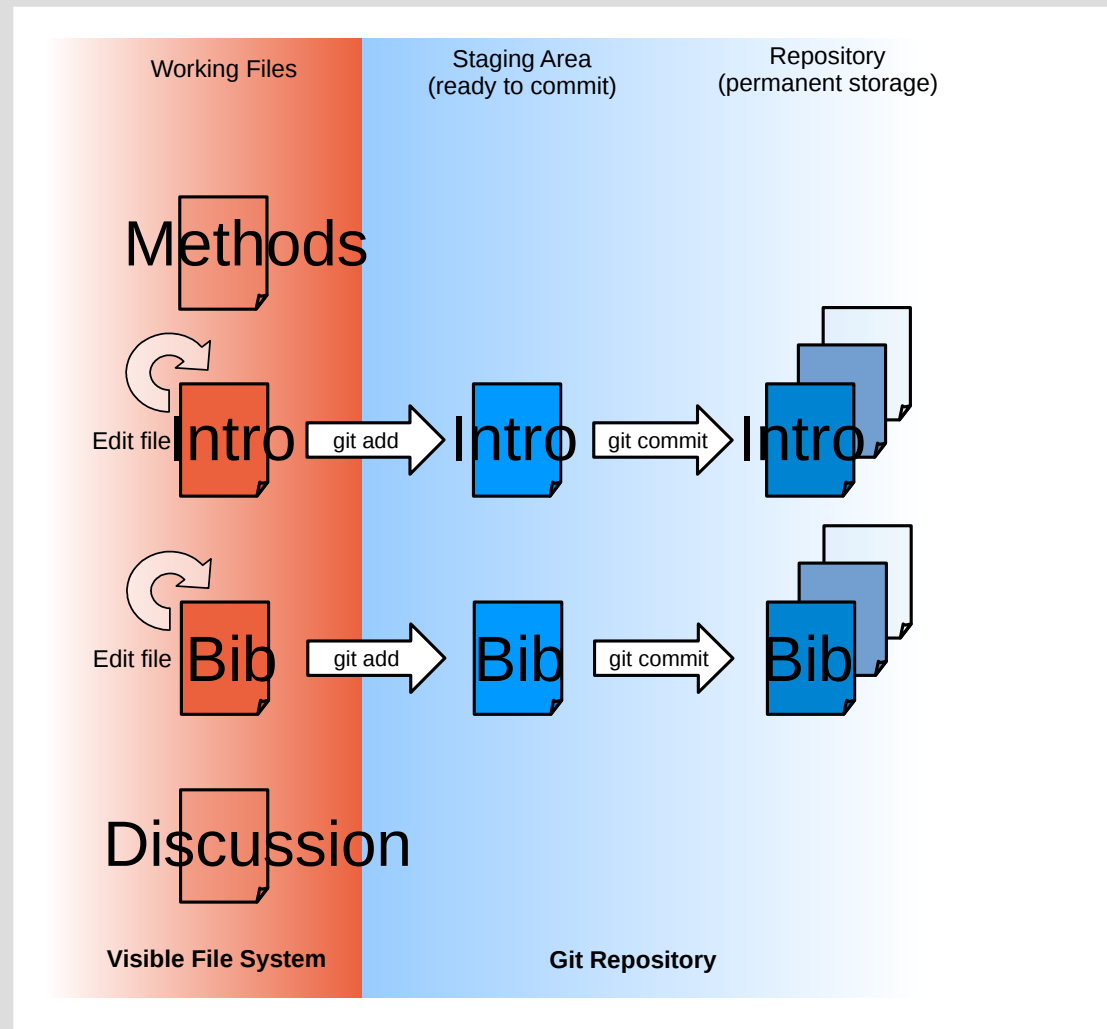 Working Files
Staging Area
(ready to commit)
Repository
(permanent storage)
Methods
Edit file
Intro
git add
Intro
git commit
Intro
Edit file
Bib
git add
Bib
git commit
Bib
Discussion
Visible File System
Git Repository